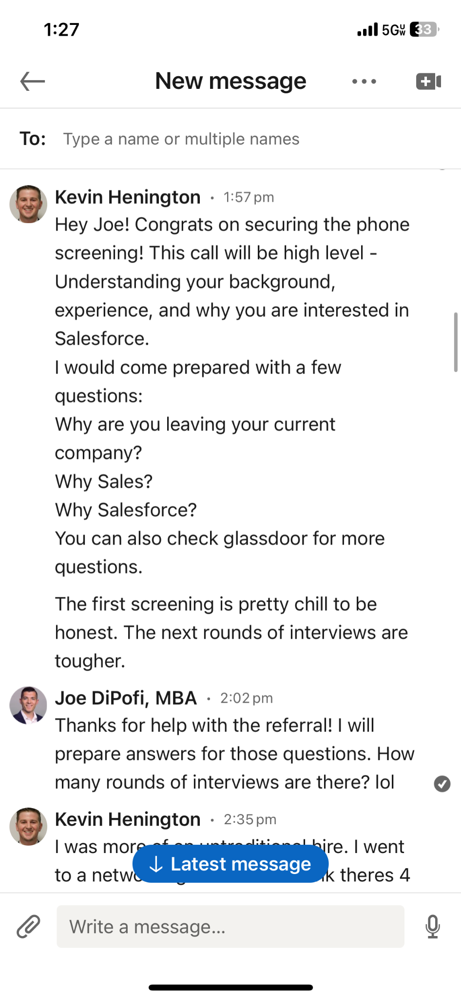 1:27
5GUW 33
New message
To: Type a name or multiple names
Kevin Henington · 1:57 pm
Hey Joe! Congrats on securing the phone
screening! This call will be high level -
Understanding your background,
experience, and why you are interested in
Salesforce.
I would come prepared with a few
questions:
Why are you leaving your current
company?
Why Sales?
Why Salesforce?
You can also check glassdoor for more
questions.
The first screening is pretty chill to be
honest. The next rounds of interviews are
tougher.
Joe DiPofi, MBA · 2:02 pm
Thanks for help with the referral! I will
prepare answers for those questions. How
many rounds of interviews are there? lol
Kevin Henington · 2:35 pm
I was more of an untraditional hire. I went
to a theres 4
↓ Latest message
Write a message...